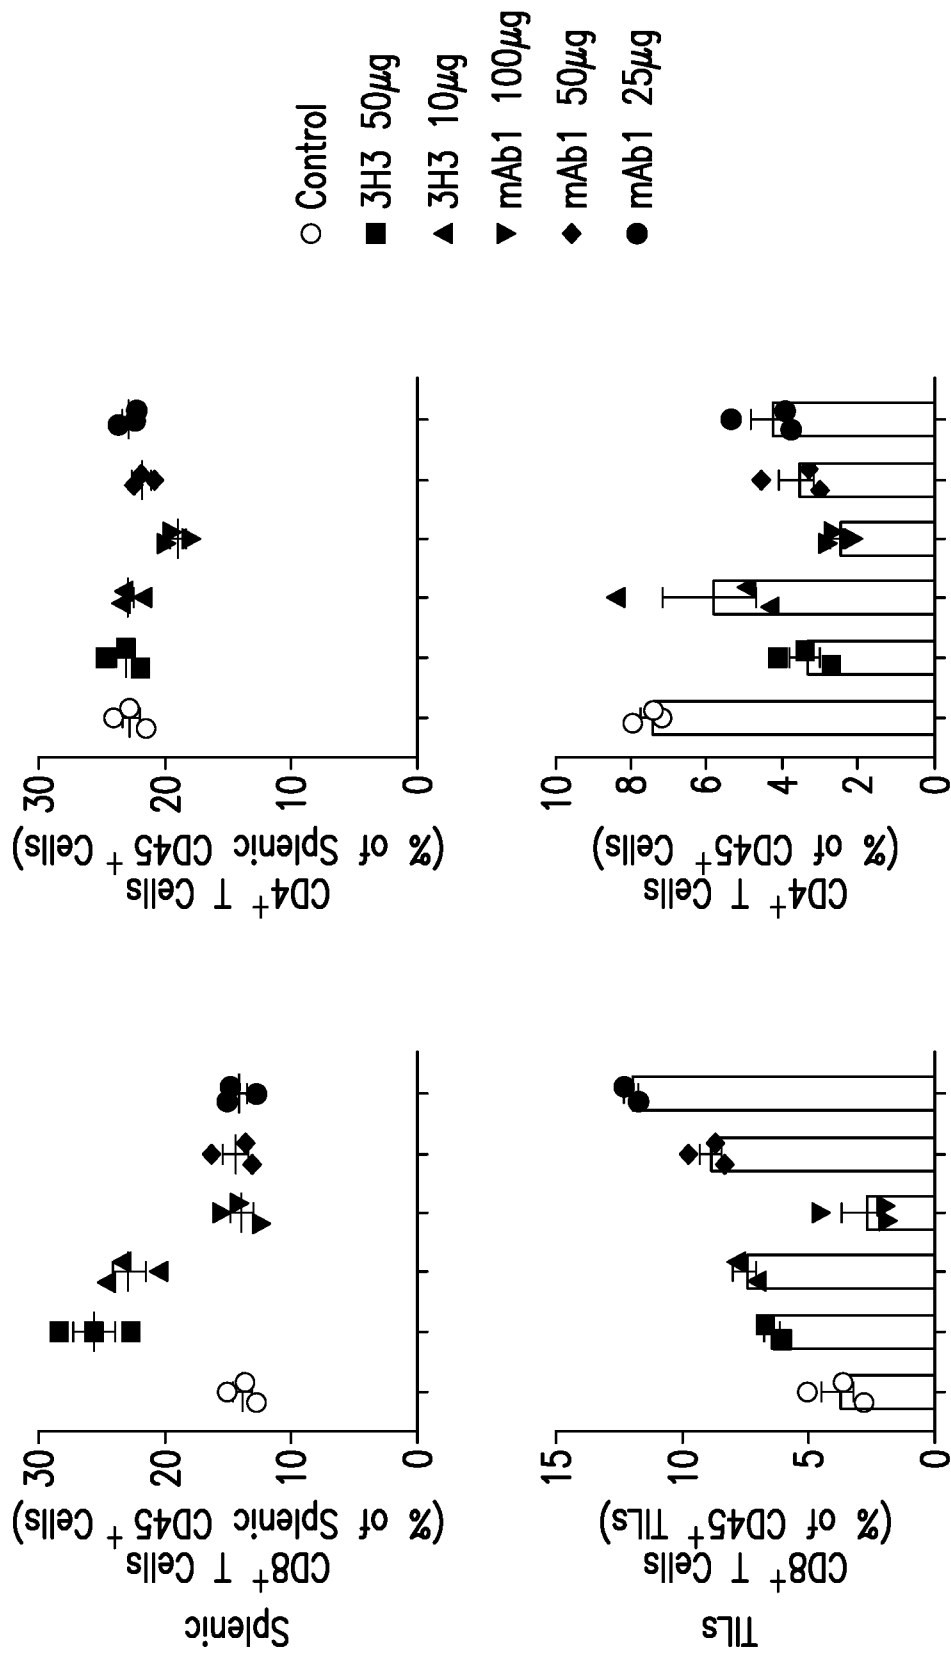 Splenic
CD8+ T Cells
(% of Splenic CD45+ Cells)
30
20
10
0
CD4+ T Cells
(% of Splenic CD45+ Cells)
30
20
10
0
TILs
CD8+ T Cells
(% of CD45+ TILs)
15
10
5
0
CD4+ T Cells
(% of CD45+ Cells)
10
8
6
4
2
0
Control
3H3 50μg
3H3 10μg
mAb1 100μg
mAb1 50μg
mAb1 25μg